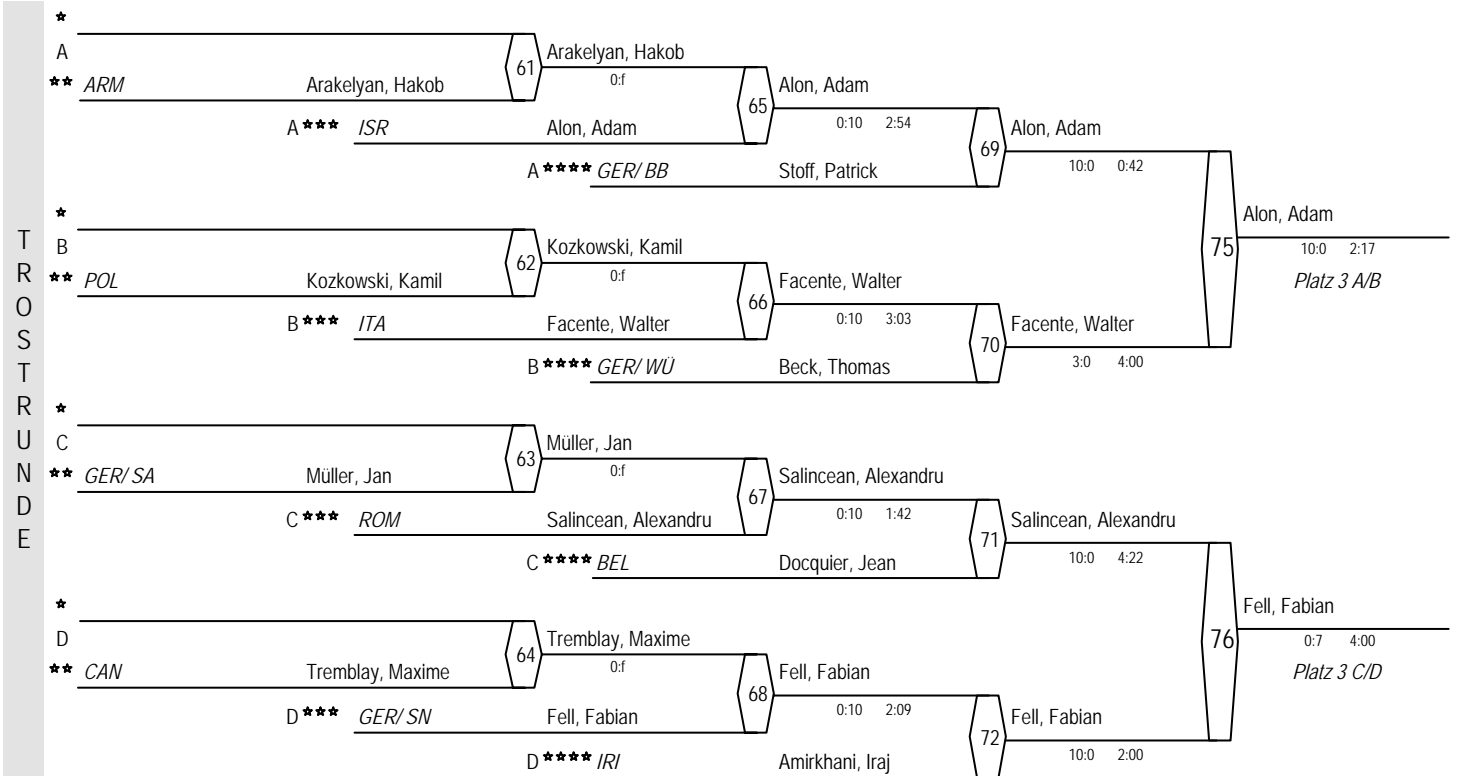 TROSTRUNDE
A
** ARM Arakelyan, Hakob
61
Arakelyan, Hakob
0:f
A *** ISR Alon, Adam
65
Alon, Adam
0:10 2:54
A **** GER/BB Stoff, Patrick
69
Alon, Adam
10:0 0:42
*
B
** POL Kozkowski, Kamil
62
Kozkowski, Kamil
0:f
B *** ITA Facente, Walter
66
Facente, Walter
0:10 3:03
B **** GER/WÜ Beck, Thomas
70
Facente, Walter
3:0 4:00
75
Alon, Adam
10:0 2:17
Platz 3 A/B
*
C
** GER/SA Müller, Jan
63
Müller, Jan
0:f
C *** ROM Salincean, Alexandru
67
Salincean, Alexandru
0:10 1:42
C **** BEL Docquier, Jean
71
Salincean, Alexandru
10:0 4:22
*
D
** CAN Tremblay, Maxime
64
Tremblay, Maxime
0:f
D *** GER/SN Fell, Fabian
68
Fell, Fabian
0:10 2:09
D **** IRI Amirkhani, Iraj
72
Fell, Fabian
10:0 2:00
76
Fell, Fabian
0:7 4:00
Platz 3 C/D